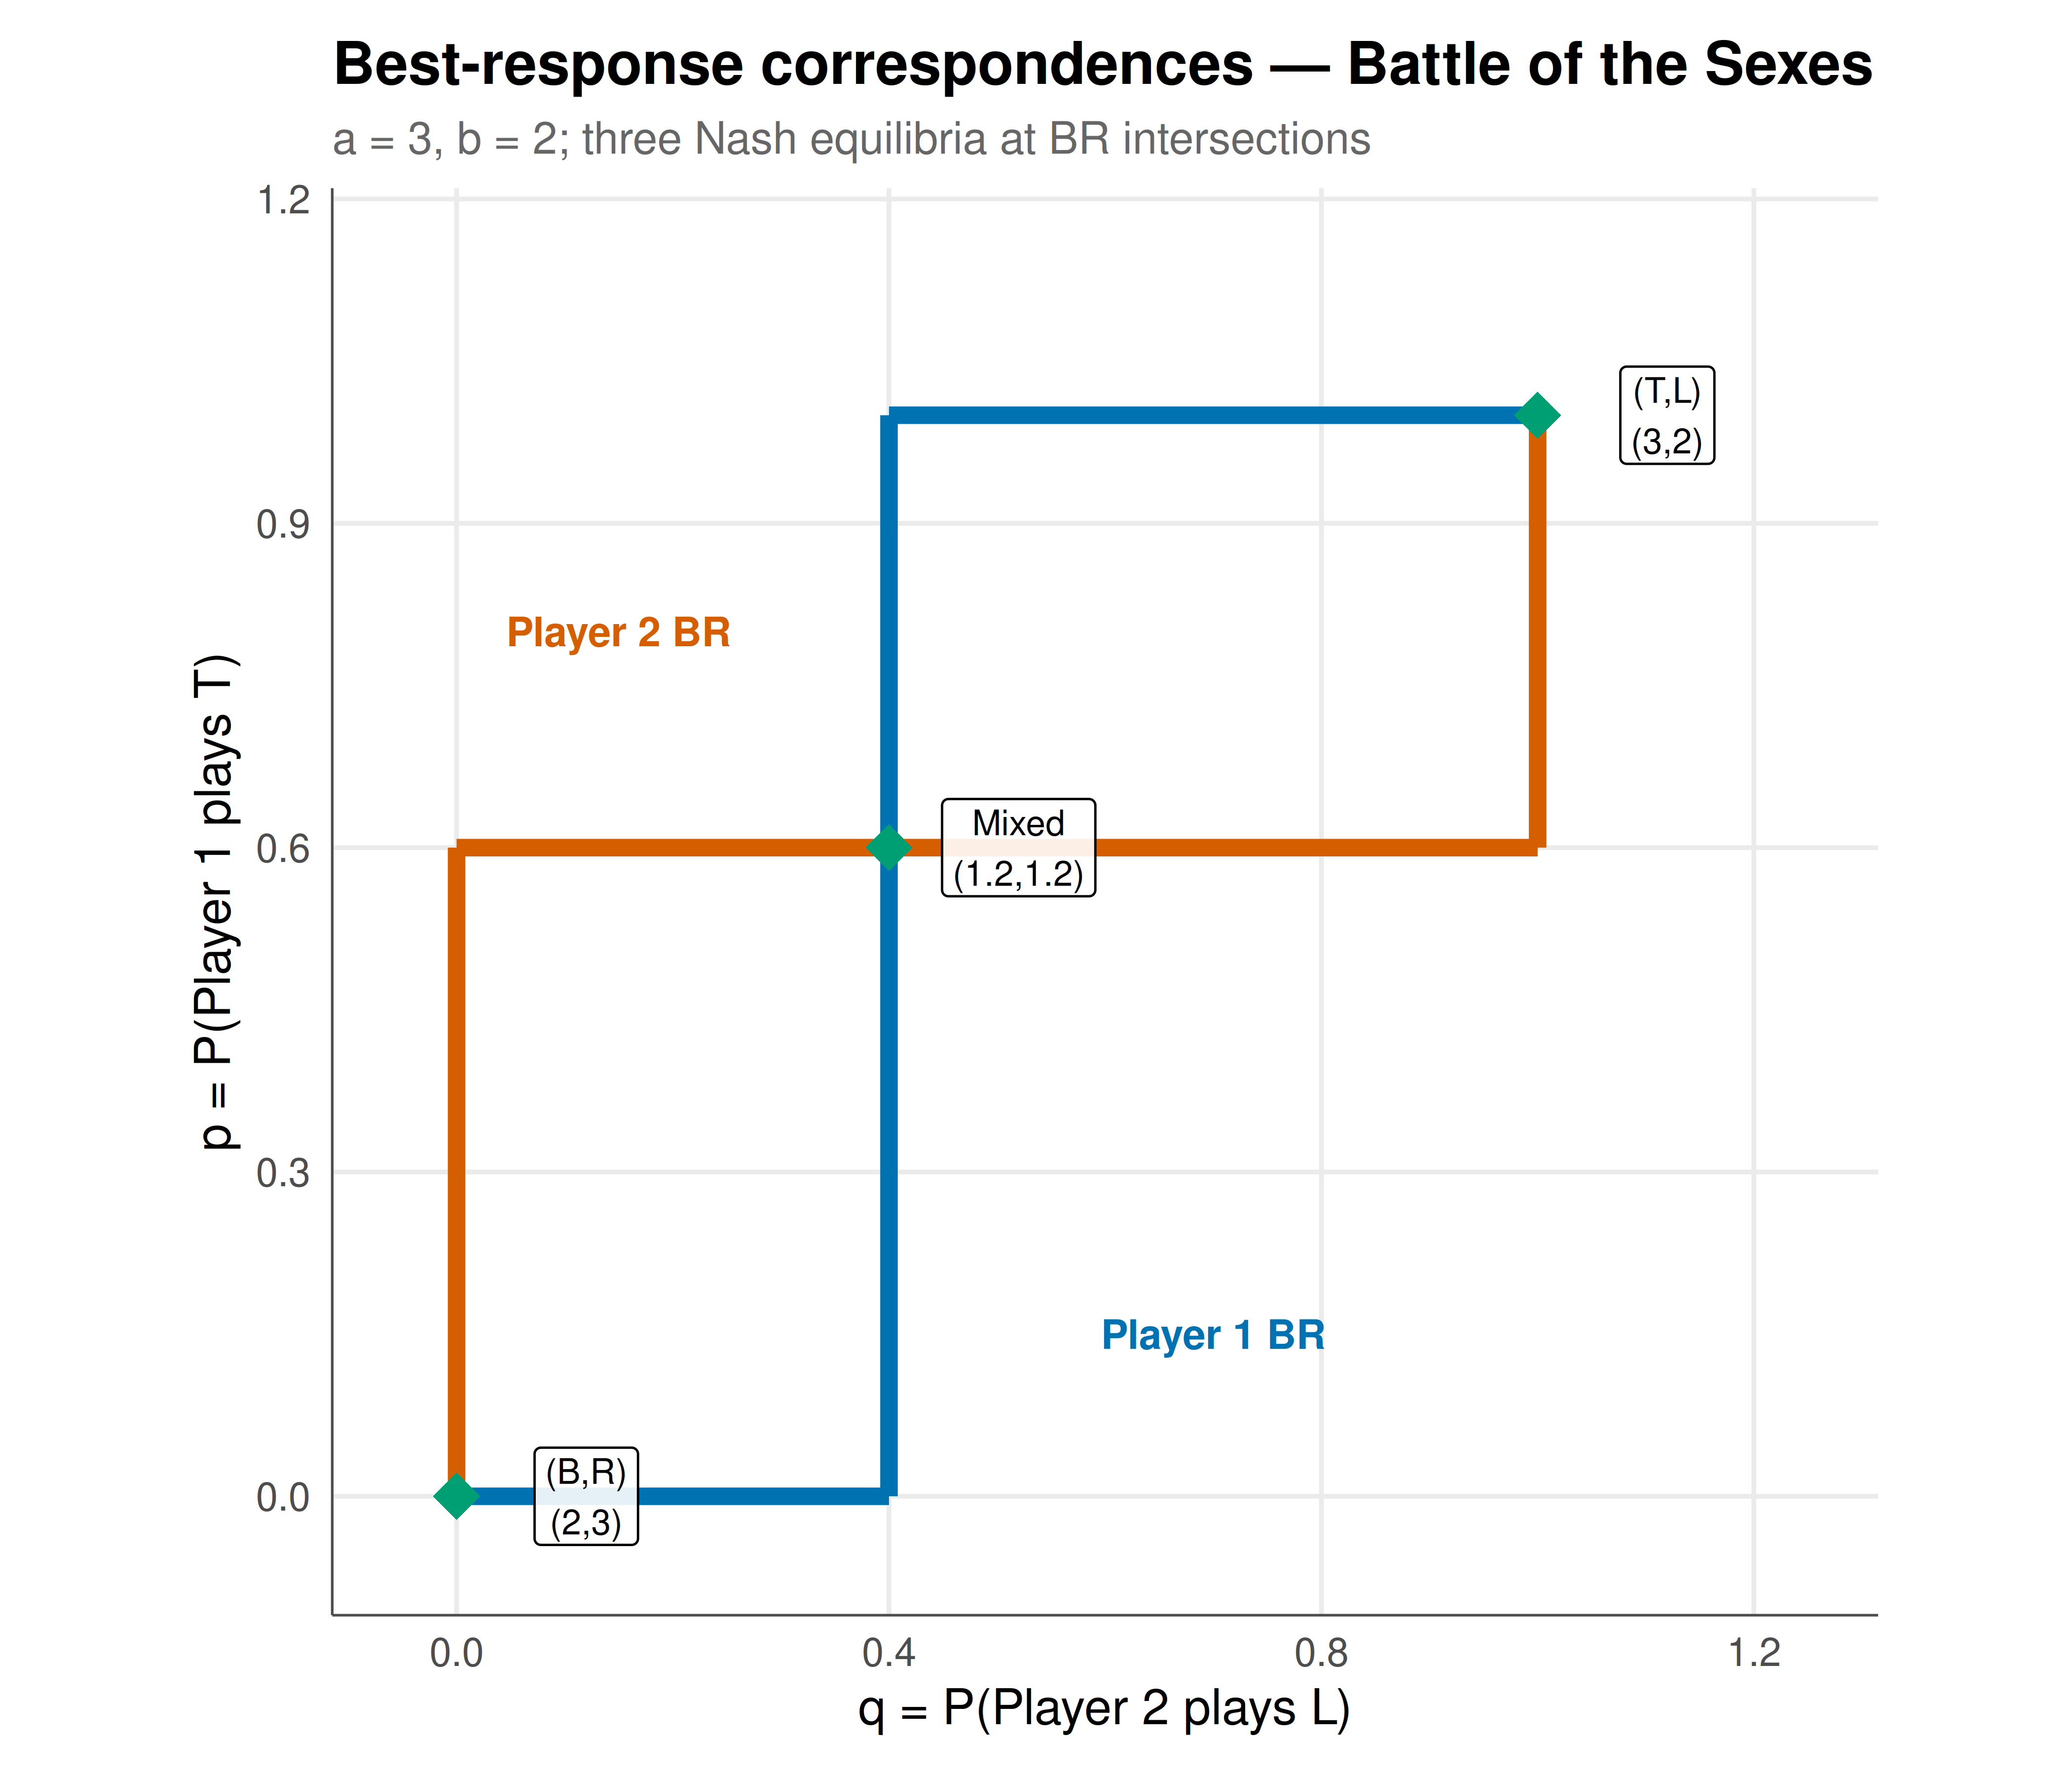 Best-response correspondences — Battle of the Sexes
a = 3, b = 2; three Nash equilibria at BR intersections
1.2
0.9
0.6
0.3
0.0
p = P(Player 1 plays T)
(T,L)
(3,2)
Player 2 BR
Mixed
(1.2,1.2)
Player 1 BR
(B,R)
(2,3)
0.0
0.4
0.8
1.2
q = P(Player 2 plays L)